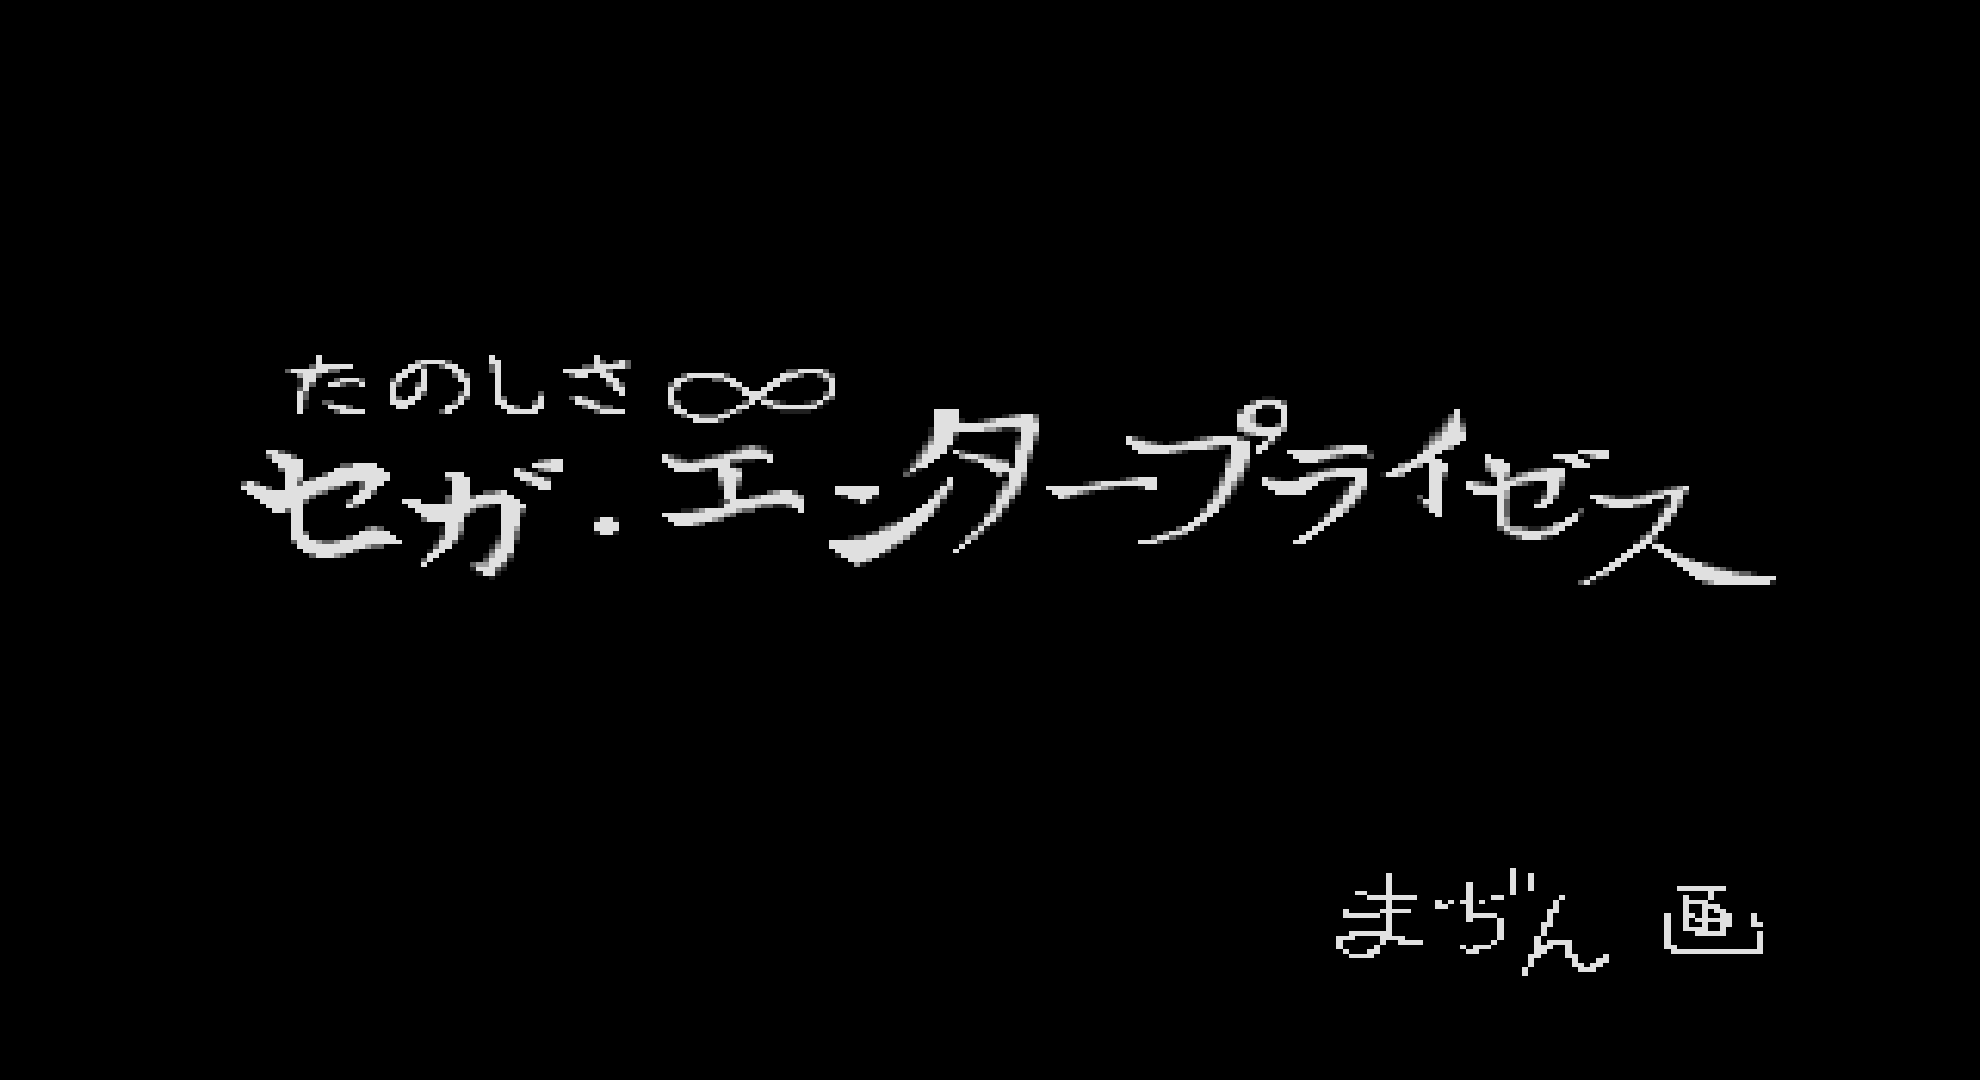 たのしさ∞
セガ・エンタープライゼス
まぢん 画